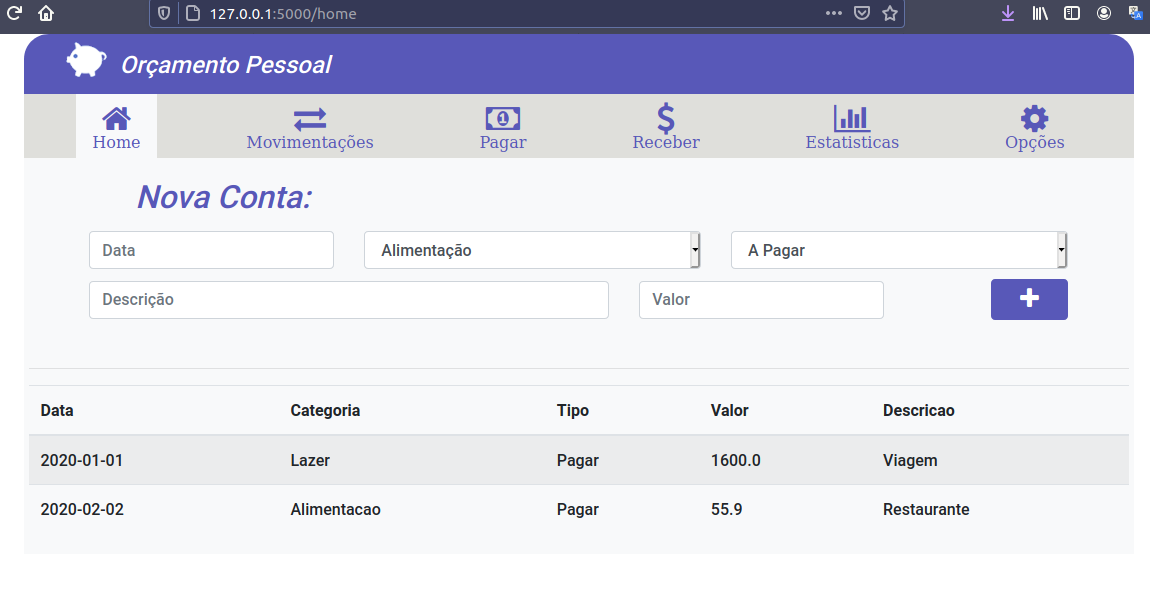 127.0.0.1:5000/home
Orçamento Pessoal
Home Movimentações Pagar Receber Estatisticas Opções
Nova Conta:
Data Alimentação A Pagar
Descrição Valor
Data Categoria Tipo Valor Descricao
2020-01-01 Lazer Pagar 1600.0 Viagem
2020-02-02 Alimentacao Pagar 55.9 Restaurante